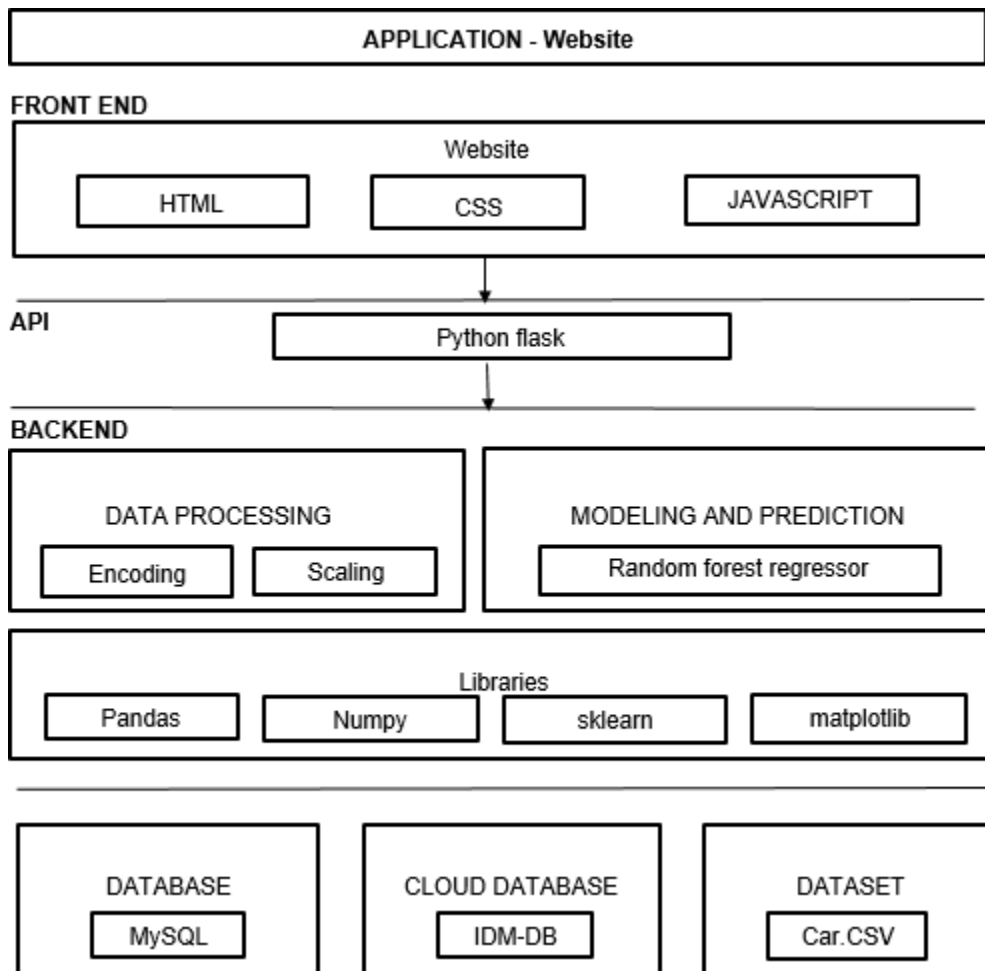 APPLICATION - Website
FRONT END
Website
HTML
CSS
JAVASCRIPT
API
Python flask
BACKEND
DATA PROCESSING
Encoding
Scaling
MODELING AND PREDICTION
Random forest regressor
Libraries
Pandas
Numpy
sklearn
matplotlib
DATABASE
MySQL
CLOUD DATABASE
IDM-DB
DATASET
Car.CSV